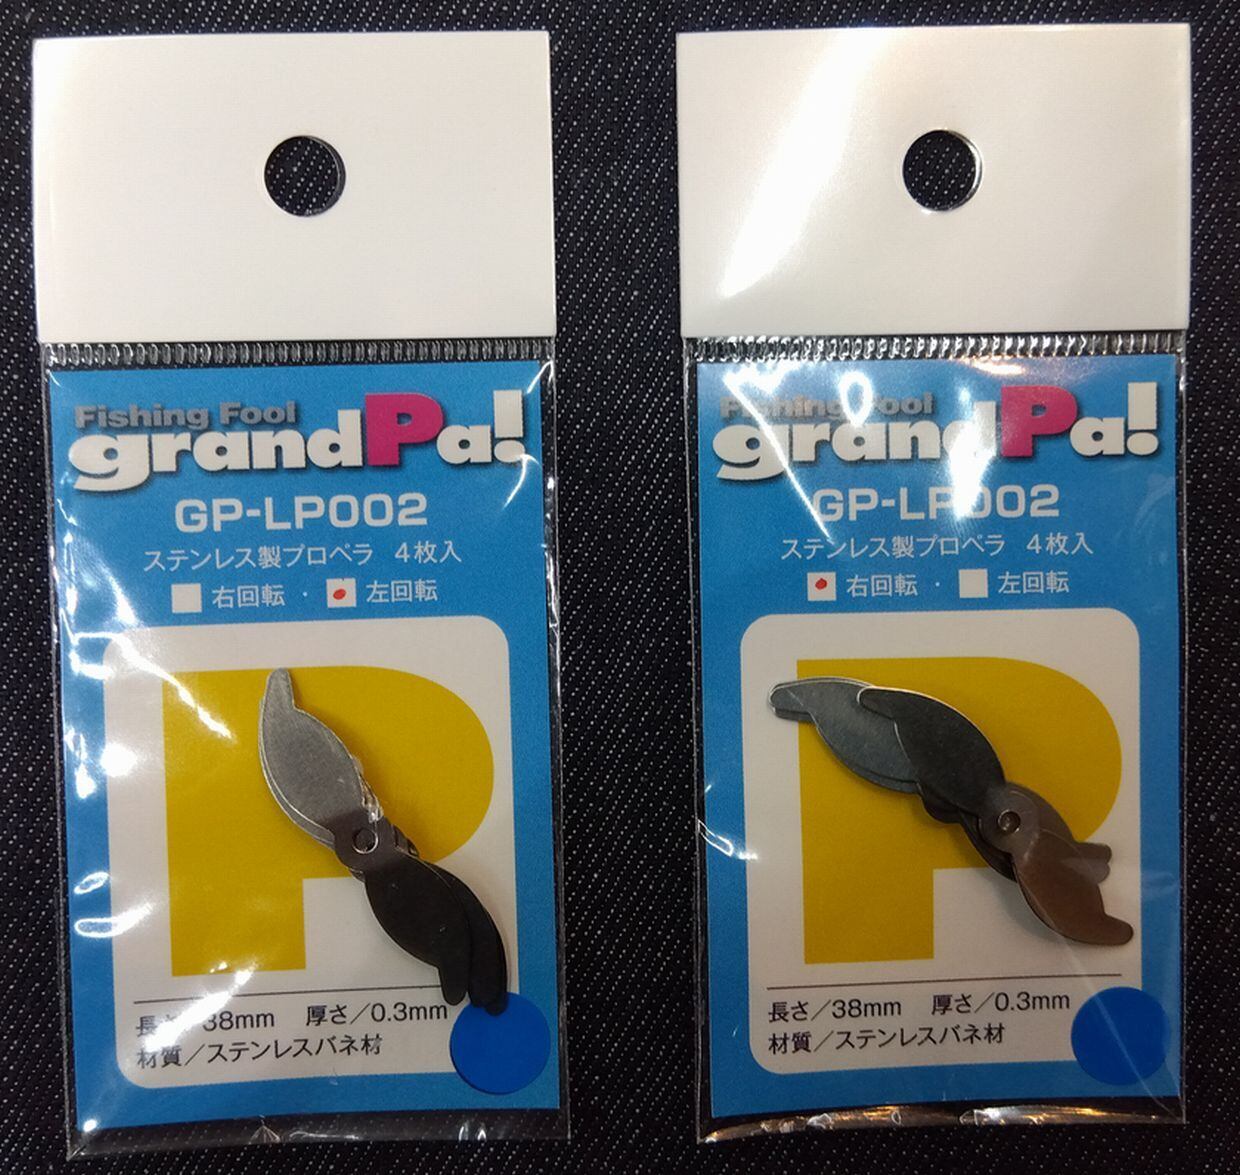 Fishing Fool
grandPa!
GP-LP002
ステンレス製プロペラ 4枚入
右回転 · 左回転
P
長さ／38mm 厚さ／0.3mm
材質／ステンレスバネ材
Fishing Fool
grandPa!
GP-LP002
ステンレス製プロペラ 4枚入
右回転 · 左回転
P
長さ／38mm 厚さ／0.3mm
材質／ステンレスバネ材